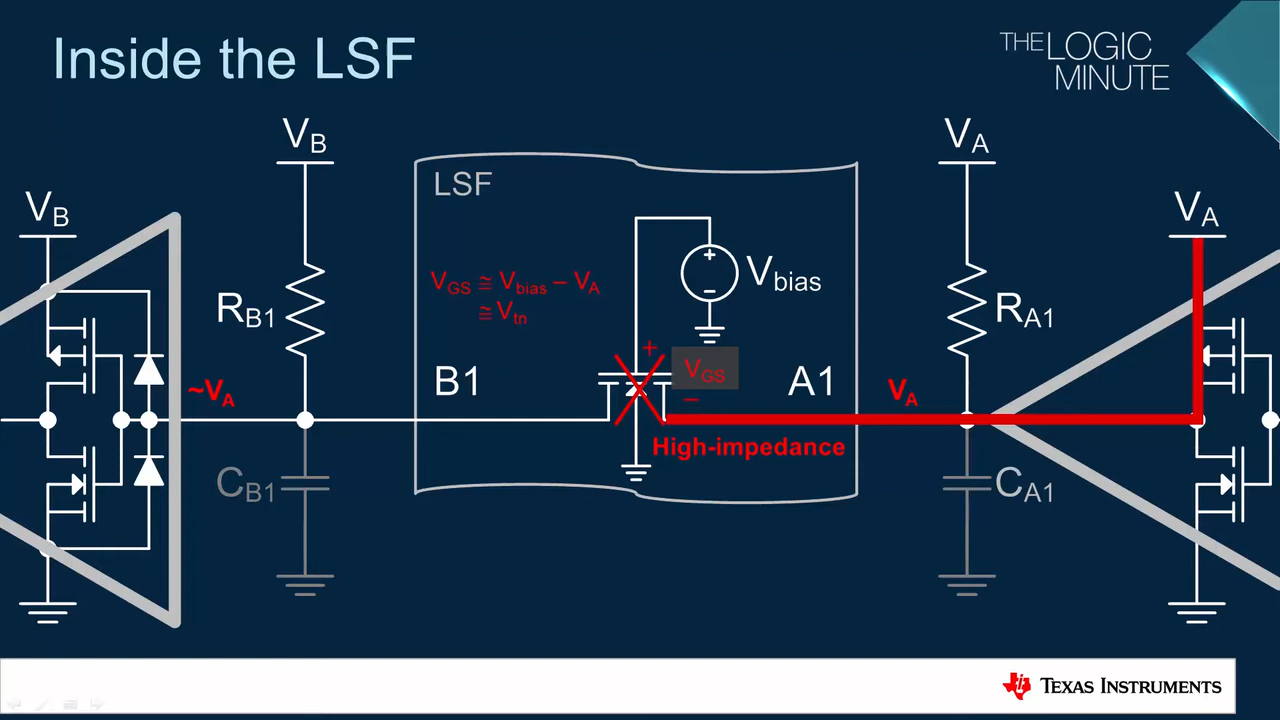 Inside the LSF
THE LOGIC
MINUTE
VB
VA
VB
LSF
VA
VGS ≅ Vbias – VA
≅ Vtn
Vbias
RB1
RA1
+
VGS
–
B1
A1
~VA
VA
High-impedance
CB1
CA1
TEXAS INSTRUMENTS